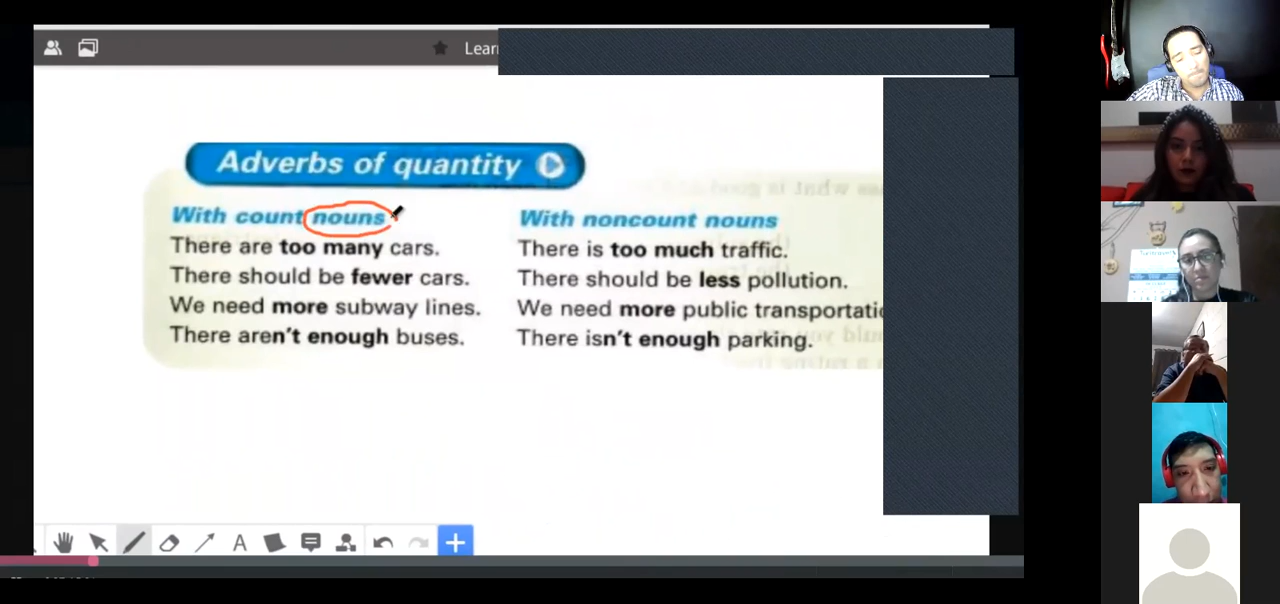 Lear
Adverbs of quantity
With count nouns
There are too many cars.
There should be fewer cars.
We need more subway lines.
There aren't enough buses.
With noncount nouns
There is too much traffic.
There should be less pollution.
We need more public transportati
There isn't enough parking.
A